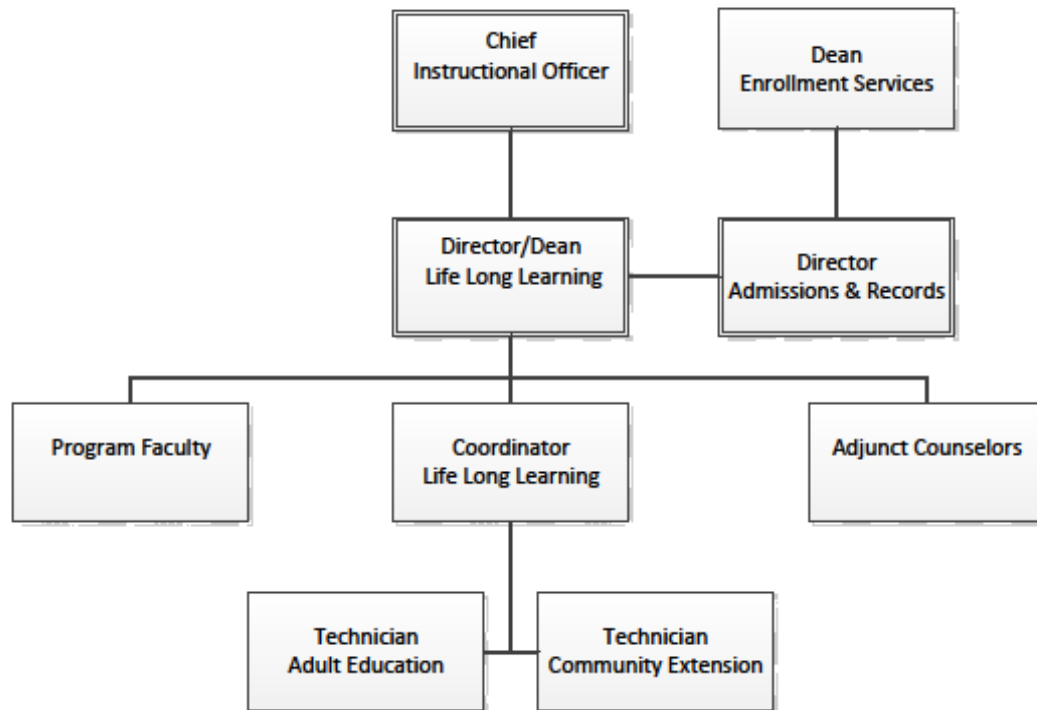 Chief
Instructional Officer
Dean
Enrollment Services
Director/Dean
Life Long Learning
Director
Admissions & Records
Program Faculty
Coordinator
Life Long Learning
Adjunct Counselors
Technician
Adult Education
Technician
Community Extension